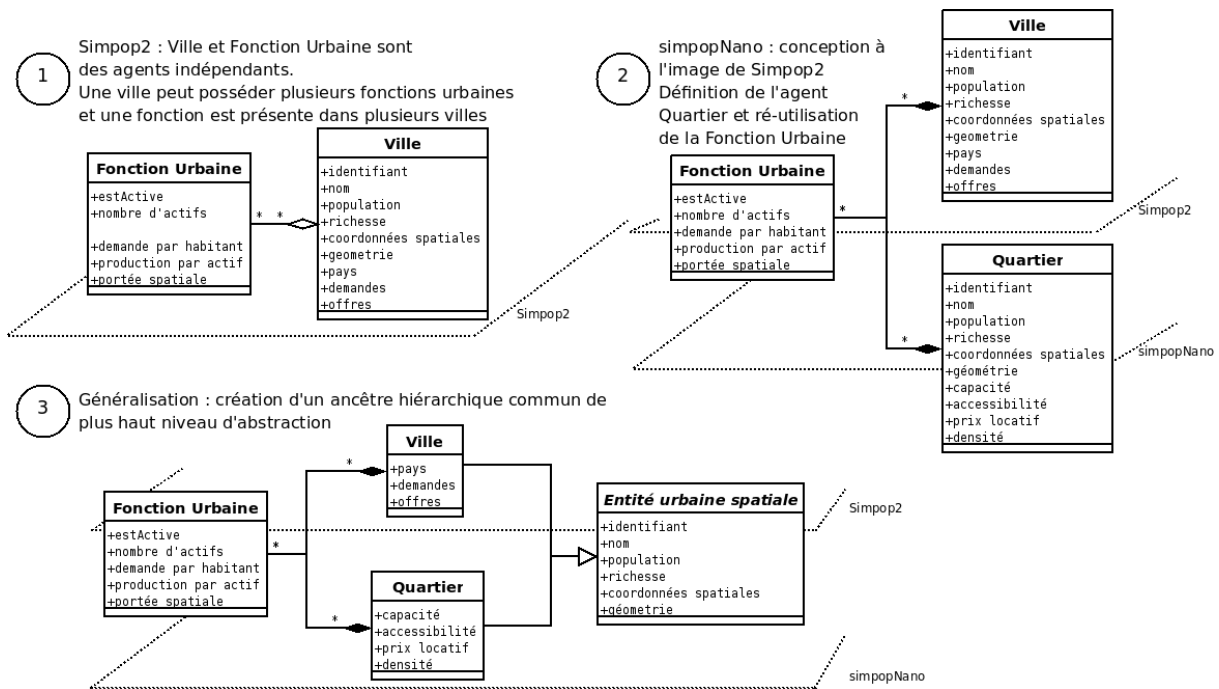 1
Simpop2 : Ville et Fonction Urbaine sont
des agents indépendants.
Une ville peut posséder plusieurs fonctions urbaines
et une fonction est présente dans plusieurs villes
Fonction Urbaine
+estActive
+nombre d'actifs
+demande par habitant
+production par actif
+portée spatiale
* *
Ville
+identifiant
+nom
+population
+richesse
+coordonnées spatiales
+geometrie
+pays
+demandes
+offres
Simpop2
2
simpopNano : conception à
l'image de Simpop2
Définition de l'agent
Quartier et ré-utilisation
de la Fonction Urbaine
Fonction Urbaine
+estActive
+nombre d'actifs
+demande par habitant
+production par actif
+portée spatiale
*
*
Ville
+identifiant
+nom
+population
+richesse
+coordonnées spatiales
+geometrie
+pays
+demandes
+offres
Simpop2
*
Quartier
+identifiant
+nom
+population
+richesse
+coordonnées spatiales
+géométrie
+capacité
+accessibilité
+prix locatif
+densité
simpopNano
3
Généralisation : création d'un ancêtre hiérarchique commun de
plus haut niveau d'abstraction
Fonction Urbaine
+estActive
+nombre d'actifs
+demande par habitant
+production par actif
+portée spatiale
*
*
Ville
+pays
+demandes
+offres
*
Quartier
+capacité
+accessibilité
+prix locatif
+densité
Entité urbaine spatiale
+identifiant
+nom
+population
+richesse
+coordonnées spatiales
+géometrie
Simpop2
simpopNano